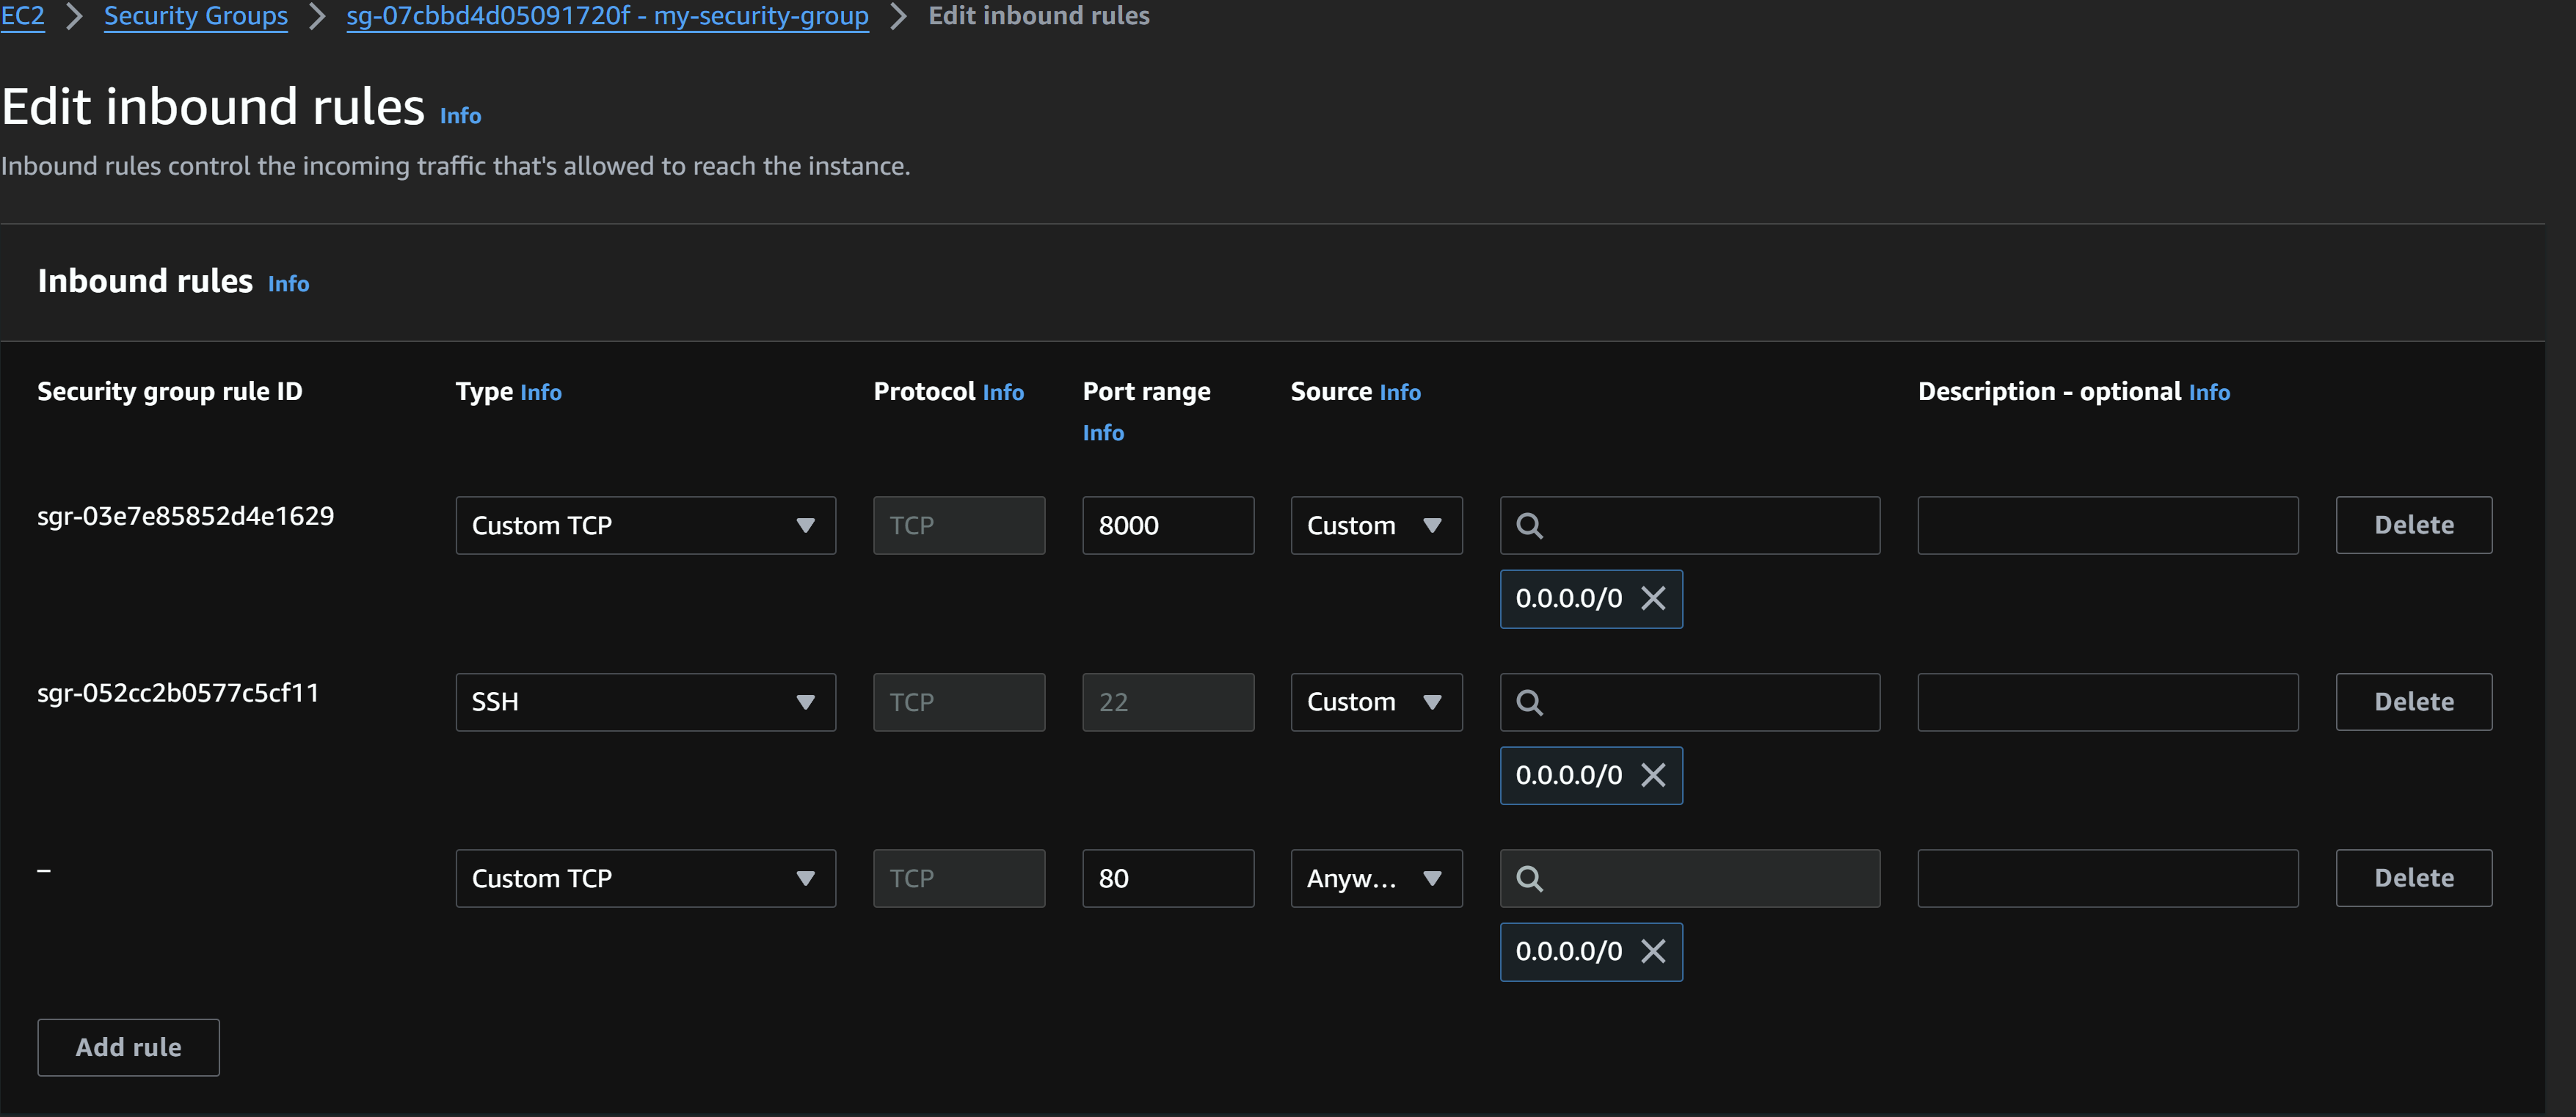 EC2 > Security Groups > sg-07cbbd4d05091720f - my-security-group > Edit inbound rules
Edit inbound rules Info
Inbound rules control the incoming traffic that's allowed to reach the instance.
Inbound rules Info
Security group rule ID Type Info Protocol Info Port range Info Source Info Description - optional Info
sgr-03e7e85852d4e1629 Custom TCP TCP 8000 Custom Delete
0.0.0.0/0
sgr-052cc2b0577c5cf11 SSH TCP 22 Custom Delete
0.0.0.0/0
– Custom TCP TCP 80 Anyw... Delete
0.0.0.0/0
Add rule